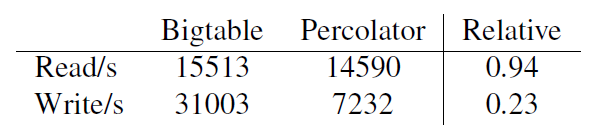 Bigtable Percolator Relative
Read/s 15513 14590 0.94
Write/s 31003 7232 0.23